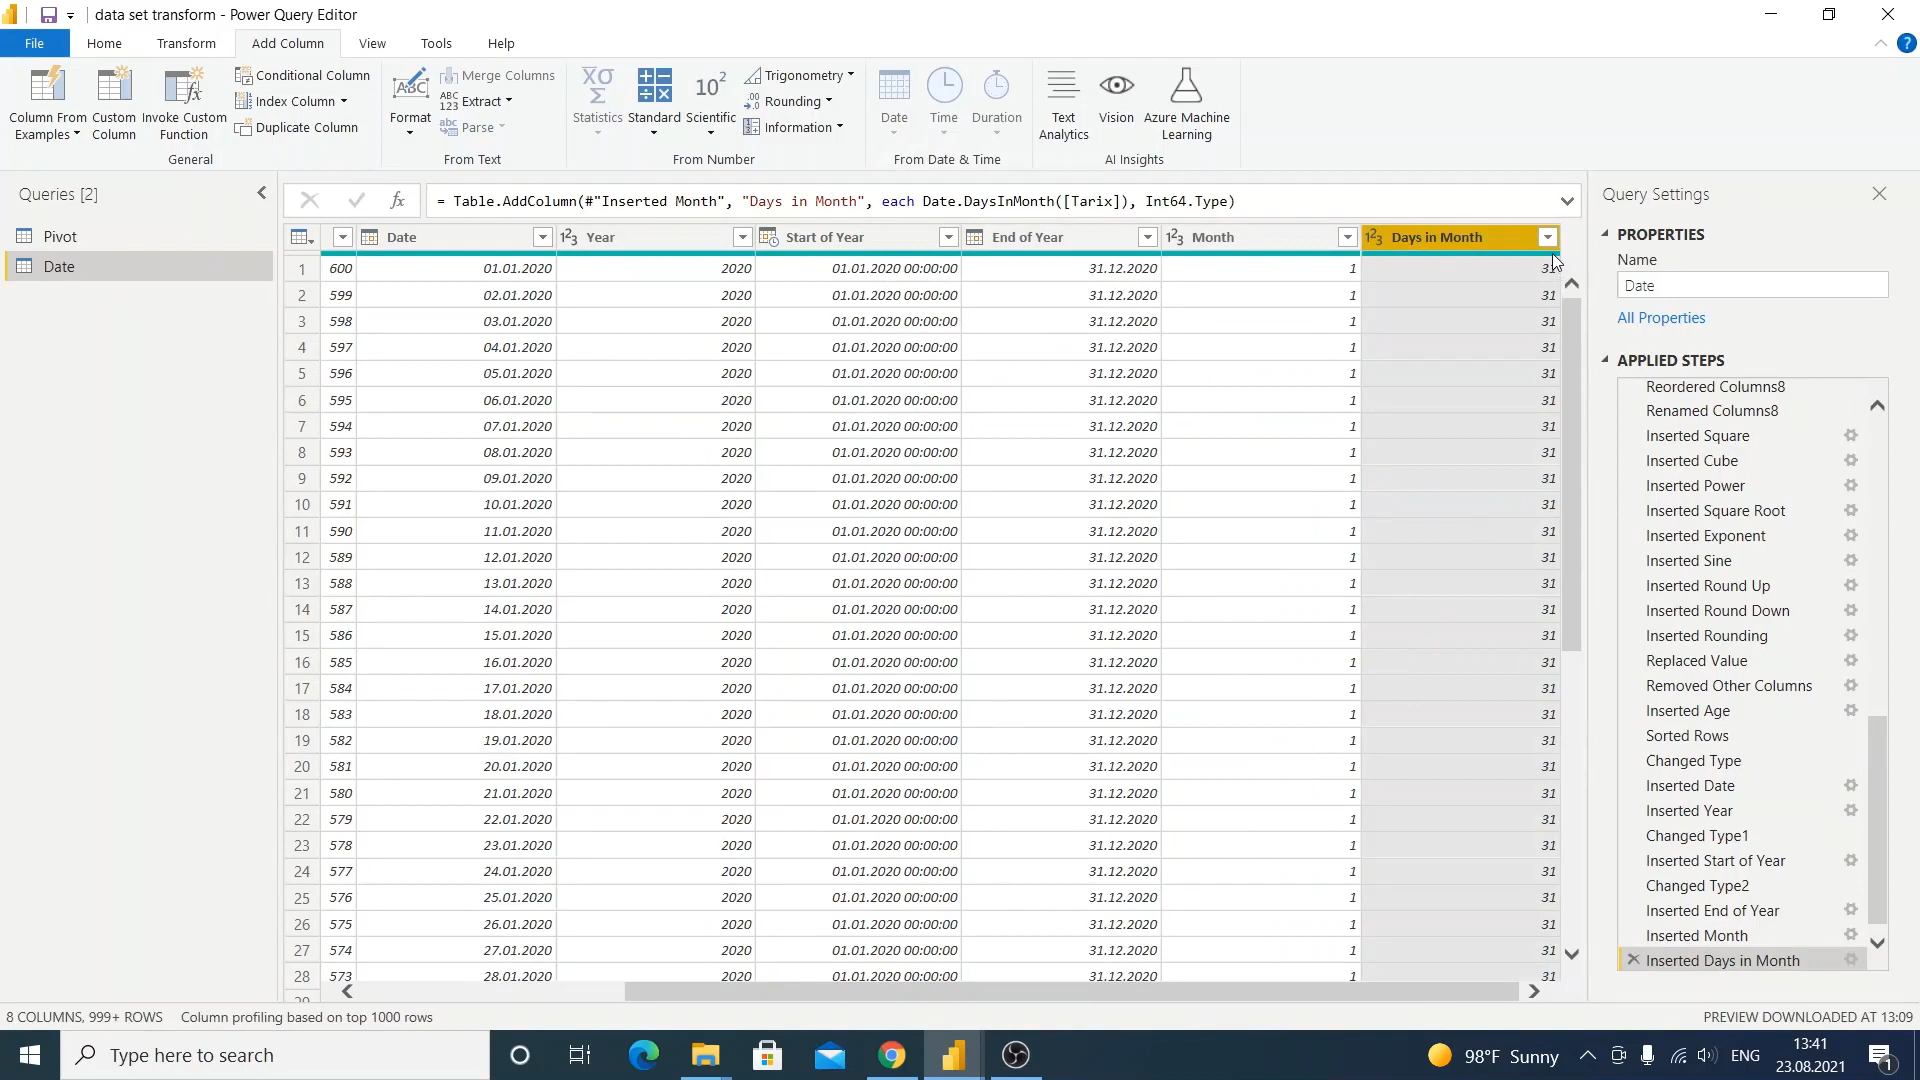 data set transform - Power Query Editor
File Home Transform Add Column View Tools Help
Column From Examples
Custom Column
Invoke Custom Function
Conditional Column
Index Column
Duplicate Column
General
ABC
Format
Merge Columns
ABC 123 Extract
abc Parse
From Text
XΟ Σ
Statistics
Standard
10²
Scientific
Trigonometry
.00 Rounding
Information
From Number
Date
Time
Duration
From Date & Time
Text Analytics
Vision
Azure Machine Learning
AI Insights
Queries [2]
Pivot
Date
fx = Table.AddColumn(#"Inserted Month", "Days in Month", each Date.DaysInMonth([Tarix]), Int64.Type)
Date Year Start of Year End of Year Month Days in Month
1 600 01.01.2020 2020 01.01.2020 00:00:00 31.12.2020 1 31
2 599 02.01.2020 2020 01.01.2020 00:00:00 31.12.2020 1 31
3 598 03.01.2020 2020 01.01.2020 00:00:00 31.12.2020 1 31
4 597 04.01.2020 2020 01.01.2020 00:00:00 31.12.2020 1 31
5 596 05.01.2020 2020 01.01.2020 00:00:00 31.12.2020 1 31
6 595 06.01.2020 2020 01.01.2020 00:00:00 31.12.2020 1 31
7 594 07.01.2020 2020 01.01.2020 00:00:00 31.12.2020 1 31
8 593 08.01.2020 2020 01.01.2020 00:00:00 31.12.2020 1 31
9 592 09.01.2020 2020 01.01.2020 00:00:00 31.12.2020 1 31
10 591 10.01.2020 2020 01.01.2020 00:00:00 31.12.2020 1 31
11 590 11.01.2020 2020 01.01.2020 00:00:00 31.12.2020 1 31
12 589 12.01.2020 2020 01.01.2020 00:00:00 31.12.2020 1 31
13 588 13.01.2020 2020 01.01.2020 00:00:00 31.12.2020 1 31
14 587 14.01.2020 2020 01.01.2020 00:00:00 31.12.2020 1 31
15 586 15.01.2020 2020 01.01.2020 00:00:00 31.12.2020 1 31
16 585 16.01.2020 2020 01.01.2020 00:00:00 31.12.2020 1 31
17 584 17.01.2020 2020 01.01.2020 00:00:00 31.12.2020 1 31
18 583 18.01.2020 2020 01.01.2020 00:00:00 31.12.2020 1 31
19 582 19.01.2020 2020 01.01.2020 00:00:00 31.12.2020 1 31
20 581 20.01.2020 2020 01.01.2020 00:00:00 31.12.2020 1 31
21 580 21.01.2020 2020 01.01.2020 00:00:00 31.12.2020 1 31
22 579 22.01.2020 2020 01.01.2020 00:00:00 31.12.2020 1 31
23 578 23.01.2020 2020 01.01.2020 00:00:00 31.12.2020 1 31
24 577 24.01.2020 2020 01.01.2020 00:00:00 31.12.2020 1 31
25 576 25.01.2020 2020 01.01.2020 00:00:00 31.12.2020 1 31
26 575 26.01.2020 2020 01.01.2020 00:00:00 31.12.2020 1 31
27 574 27.01.2020 2020 01.01.2020 00:00:00 31.12.2020 1 31
28 573 28.01.2020 2020 01.01.2020 00:00:00 31.12.2020 1 31
Query Settings
PROPERTIES
Name
Date
All Properties
APPLIED STEPS
Reordered Columns8
Renamed Columns8
Inserted Square
Inserted Cube
Inserted Power
Inserted Square Root
Inserted Exponent
Inserted Sine
Inserted Round Up
Inserted Round Down
Inserted Rounding
Replaced Value
Removed Other Columns
Inserted Age
Sorted Rows
Changed Type
Inserted Date
Inserted Year
Changed Type1
Inserted Start of Year
Changed Type2
Inserted End of Year
Inserted Month
Inserted Days in Month
8 COLUMNS, 999+ ROWS Column profiling based on top 1000 rows PREVIEW DOWNLOADED AT 13:09
Type here to search
98°F Sunny
ENG
13:41
23.08.2021
1